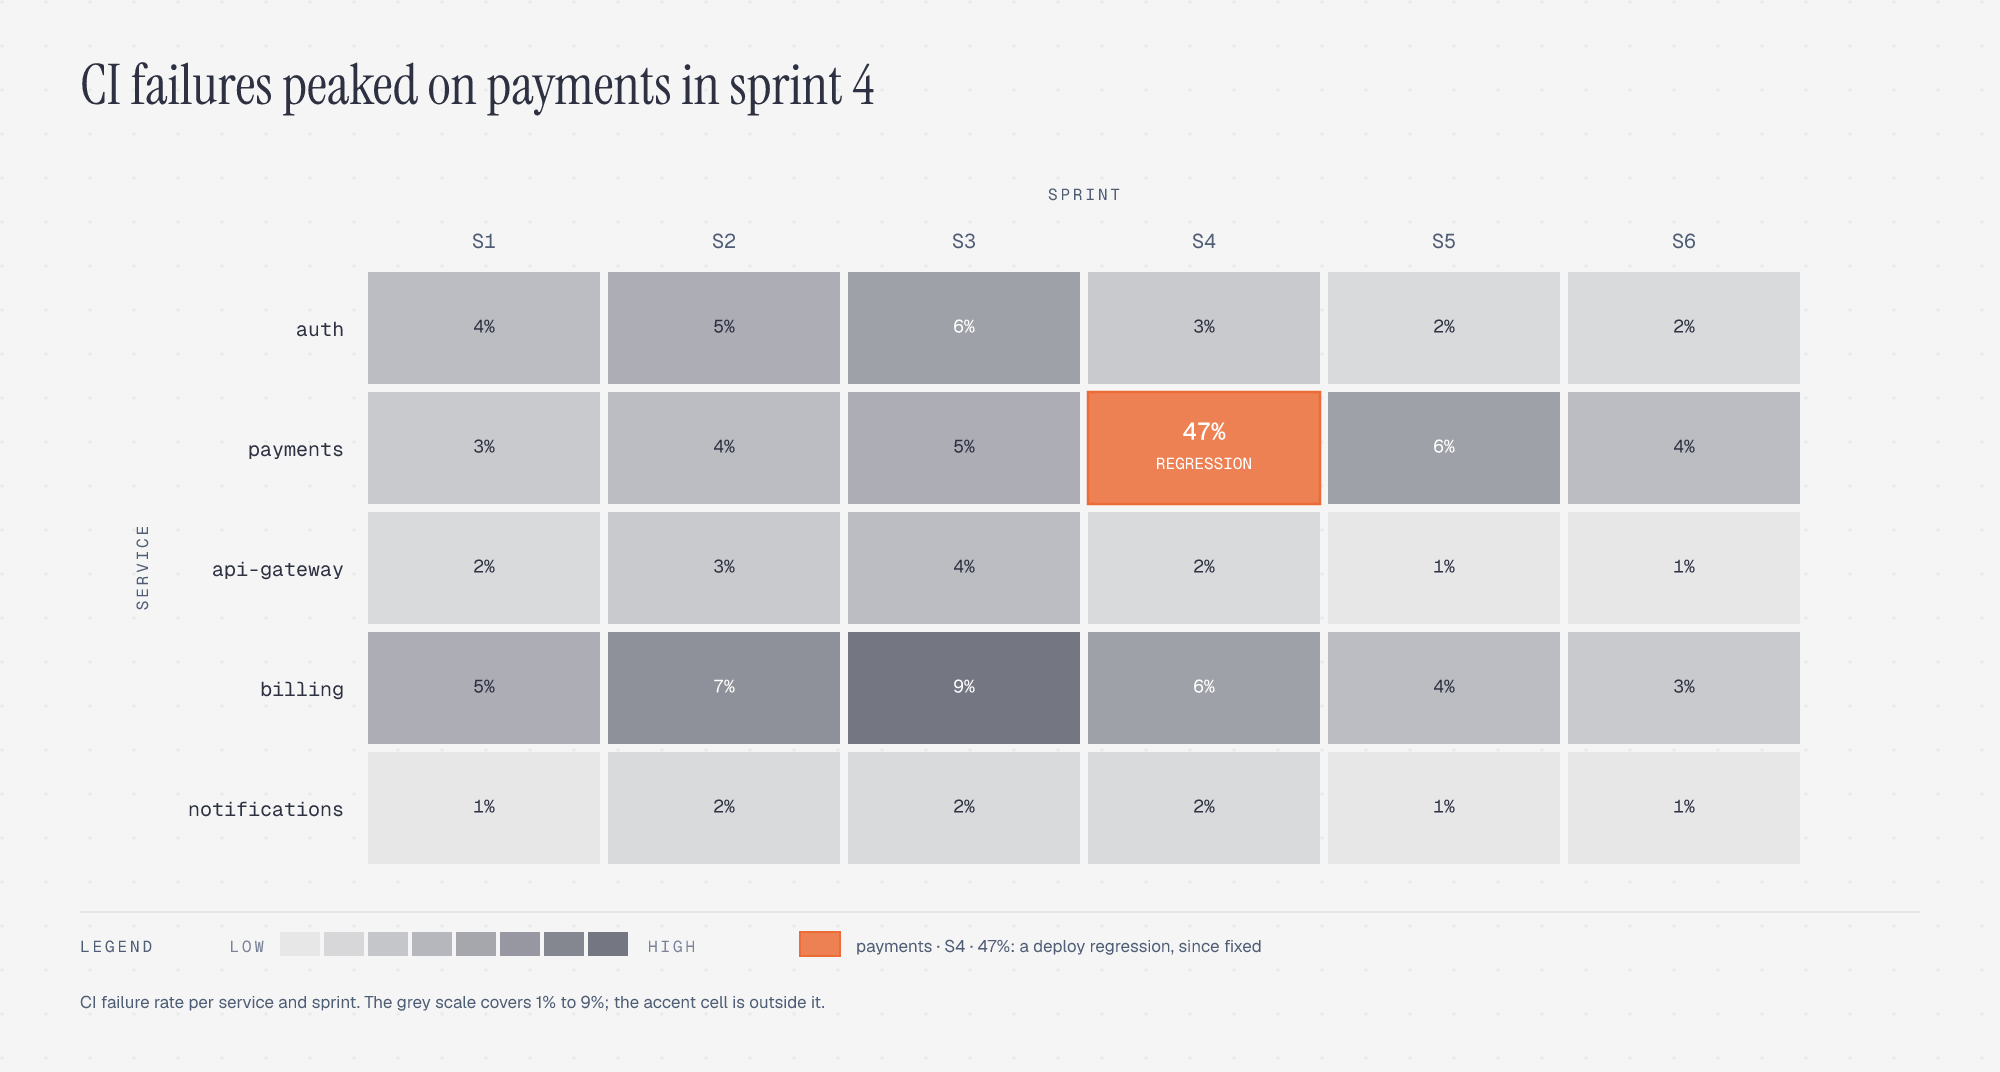 CI failures peaked on payments in sprint 4
SPRINT
S1 S2 S3 S4 S5 S6
auth 4% 5% 6% 3% 2% 2%
payments 3% 4% 5% 47% 6% 4%
REGRESSION
SERVICE
api-gateway 2% 3% 4% 2% 1% 1%
billing 5% 7% 9% 6% 4% 3%
notifications 1% 2% 2% 2% 1% 1%
LEGEND LOW HIGH payments · S4 · 47%: a deploy regression, since fixed
CI failure rate per service and sprint. The grey scale covers 1% to 9%; the accent cell is outside it.